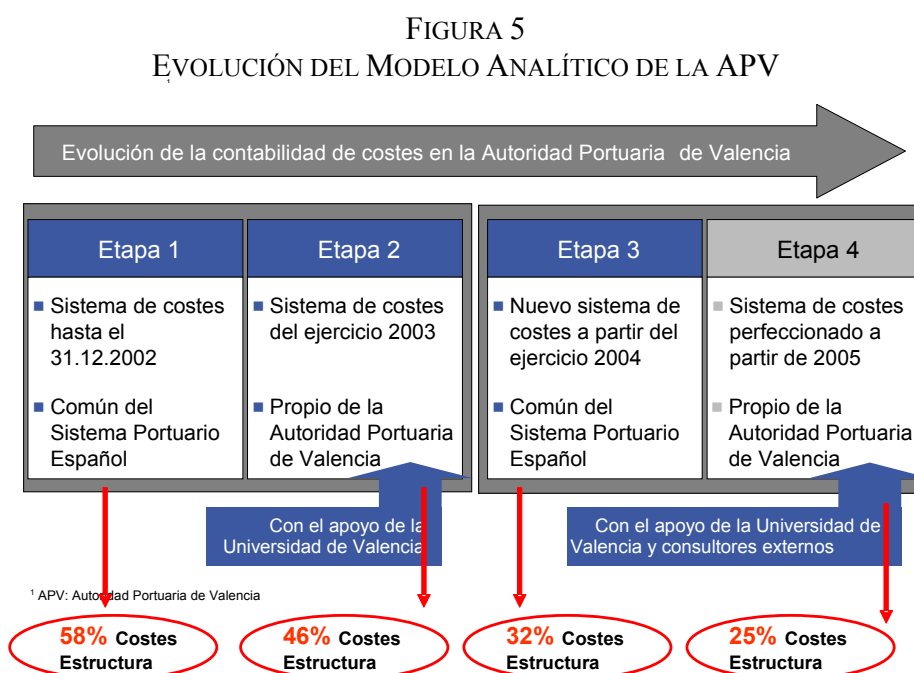 FIGURA 5
EVOLUCIÓN DEL MODELO ANALÍTICO DE LA APV
1
Evolución de la contabilidad de costes en la Autoridad Portuaria de Valencia
Etapa 1
Sistema de costes
hasta el
31.12.2002
Común del
Sistema Portuario
Español
Etapa 2
Sistema de costes
del ejercicio 2003
Propio de la
Autoridad Portuaria
de Valencia
Etapa 3
Nuevo sistema de
costes a partir del
ejercicio 2004
Común del
Sistema Portuario
Español
Etapa 4
Sistema de costes
perfeccionado a
partir de 2005
Propio de la
Autoridad Portuaria
de Valencia
Con el apoyo de la
Universidad de Valencia
Con el apoyo de la Universidad de
Valencia y consultores externos
1 APV: Autoridad Portuaria de Valencia
58% Costes
Estructura
46% Costes
Estructura
32% Costes
Estructura
25% Costes
Estructura